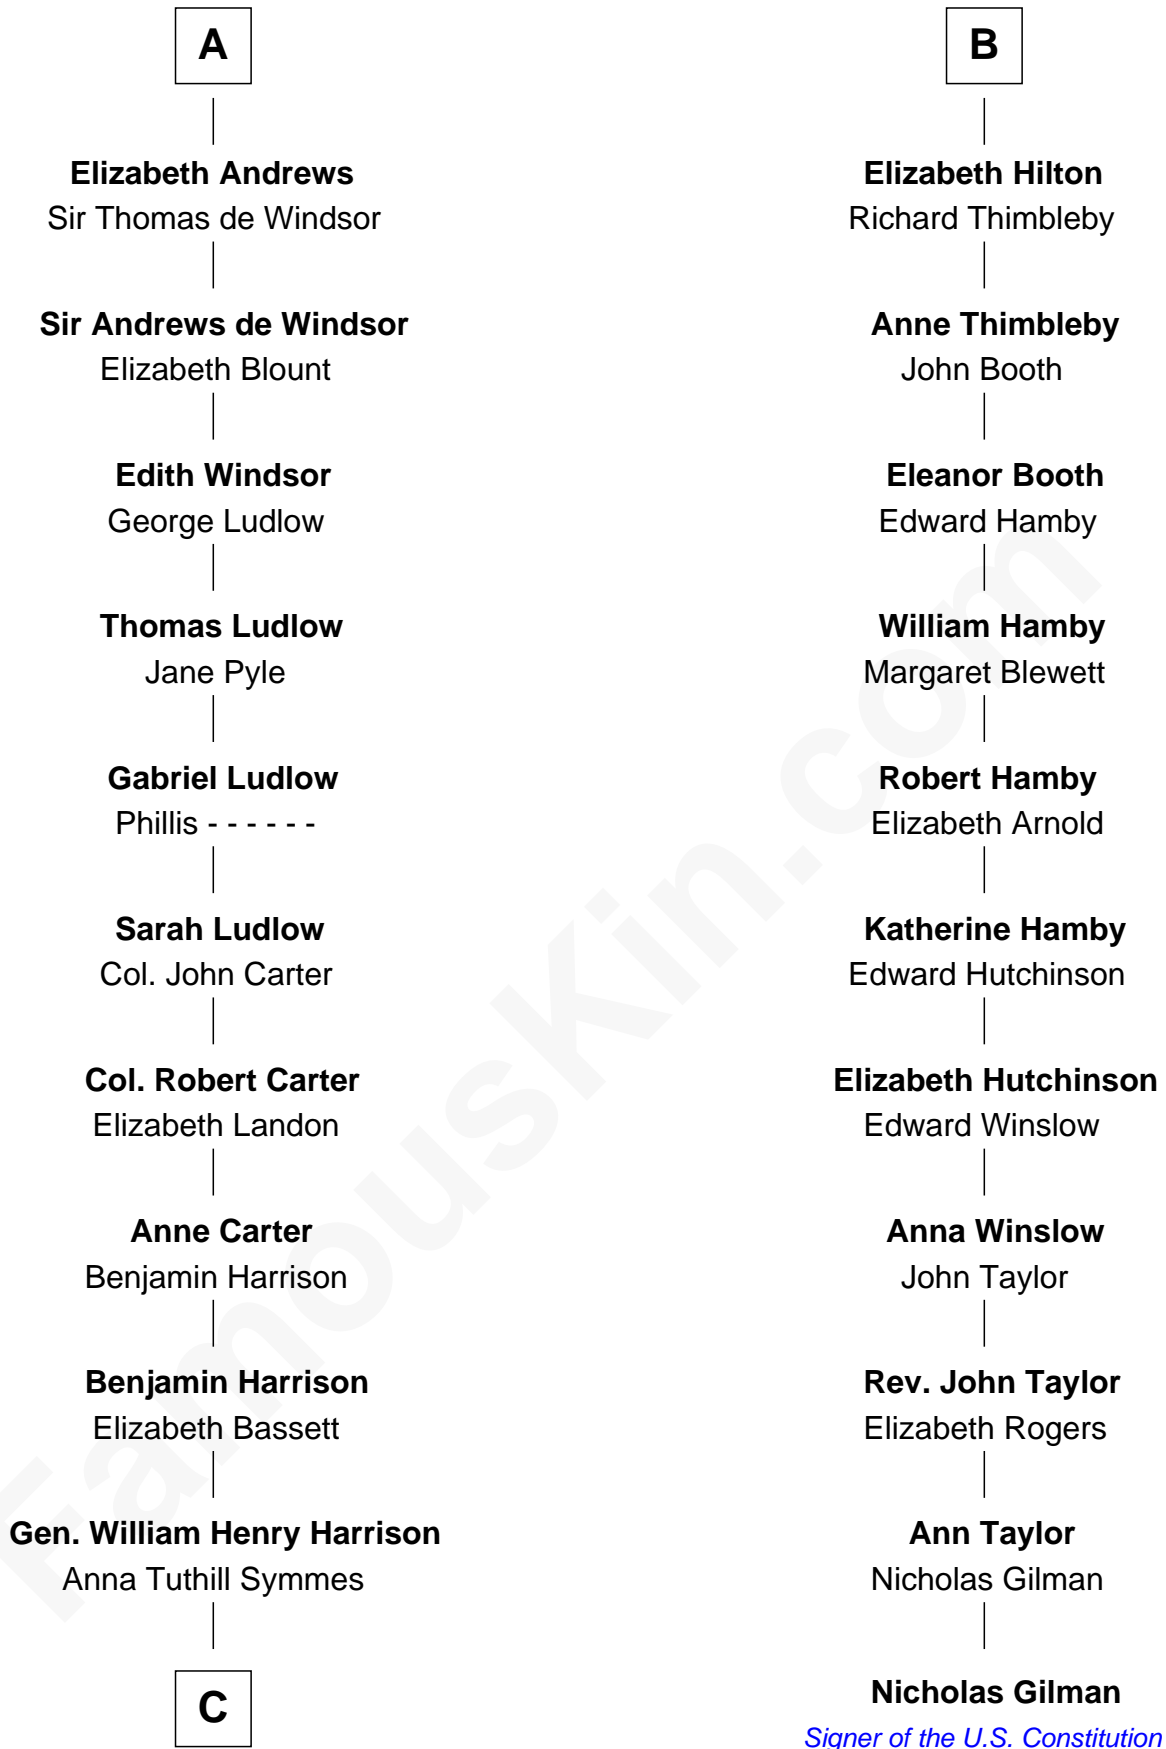 A
Elizabeth Andrews
Sir Thomas de Windsor
Sir Andrews de Windsor
Elizabeth Blount
Edith Windsor
George Ludlow
Thomas Ludlow
Jane Pyle
Gabriel Ludlow
Phillis - - - - - -
Sarah Ludlow
Col. John Carter
Col. Robert Carter
Elizabeth Landon
Anne Carter
Benjamin Harrison
Benjamin Harrison
Elizabeth Bassett
Gen. William Henry Harrison
Anna Tuthill Symmes
C
B
Elizabeth Hilton
Richard Thimbleby
Anne Thimbleby
John Booth
Eleanor Booth
Edward Hamby
William Hamby
Margaret Blewett
Robert Hamby
Elizabeth Arnold
Katherine Hamby
Edward Hutchinson
Elizabeth Hutchinson
Edward Winslow
Anna Winslow
John Taylor
Rev. John Taylor
Elizabeth Rogers
Ann Taylor
Nicholas Gilman
Nicholas Gilman
Signer of the U.S. Constitution
FamousKin.com